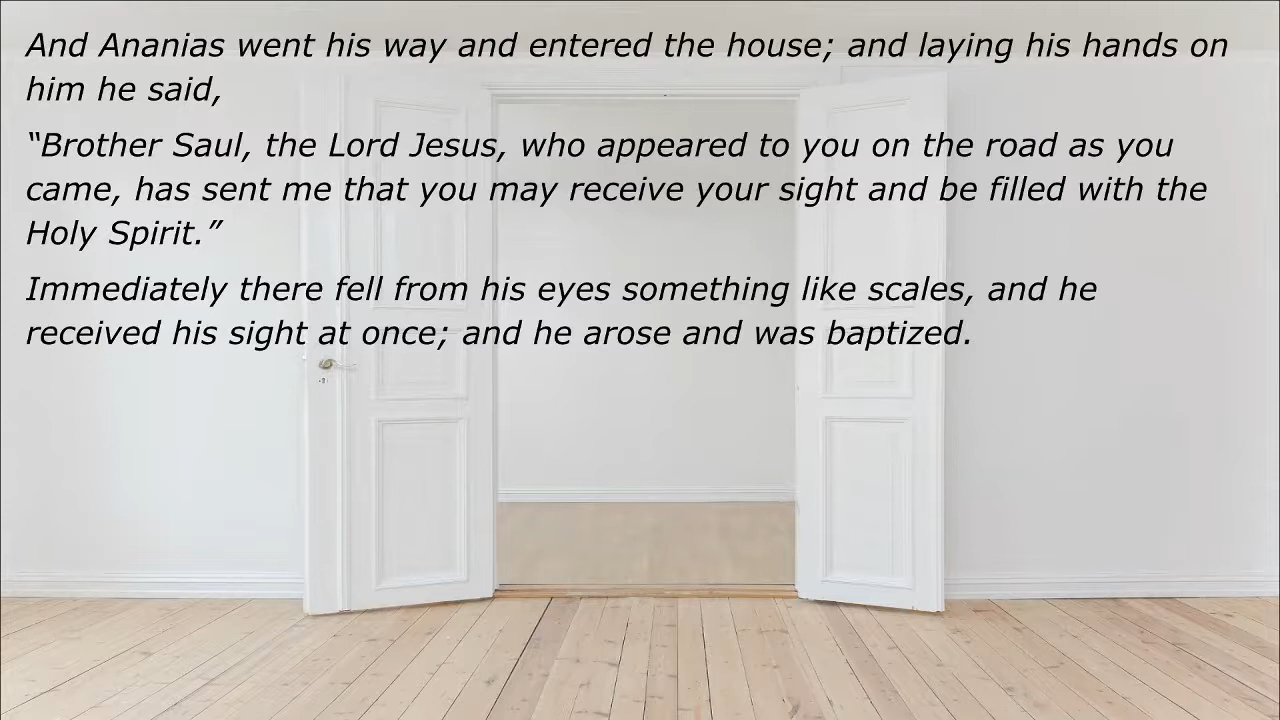 And Ananias went his way and entered the house; and laying his hands on
him he said,
“Brother Saul, the Lord Jesus, who appeared to you on the road as you
came, has sent me that you may receive your sight and be filled with the
Holy Spirit.”
Immediately there fell from his eyes something like scales, and he
received his sight at once; and he arose and was baptized.